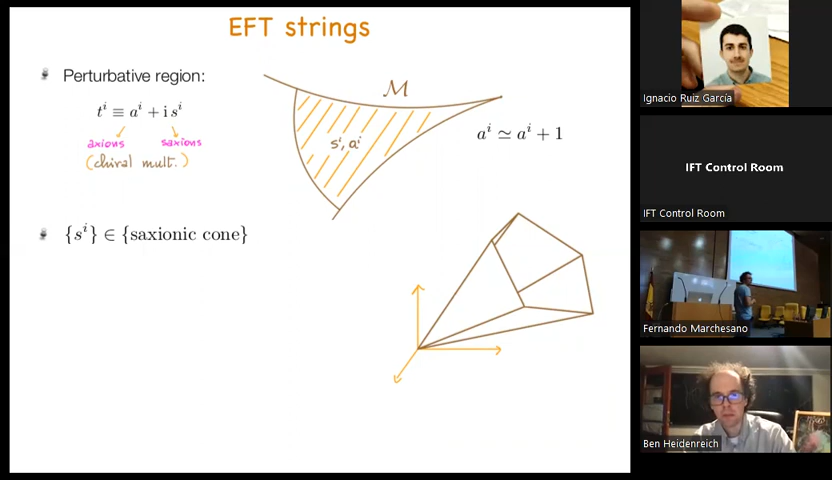 EFT strings
Perturbative region:
tⁱ ≡ aⁱ + i sⁱ
axions saxions
(chiral mult.)
M
sⁱ, aⁱ
aⁱ ≃ aⁱ + 1
{sⁱ} ∈ {saxionic cone}
Ignacio Ruiz García
IFT Control Room
IFT Control Room
Fernando Marchesano
Ben Heidenreich